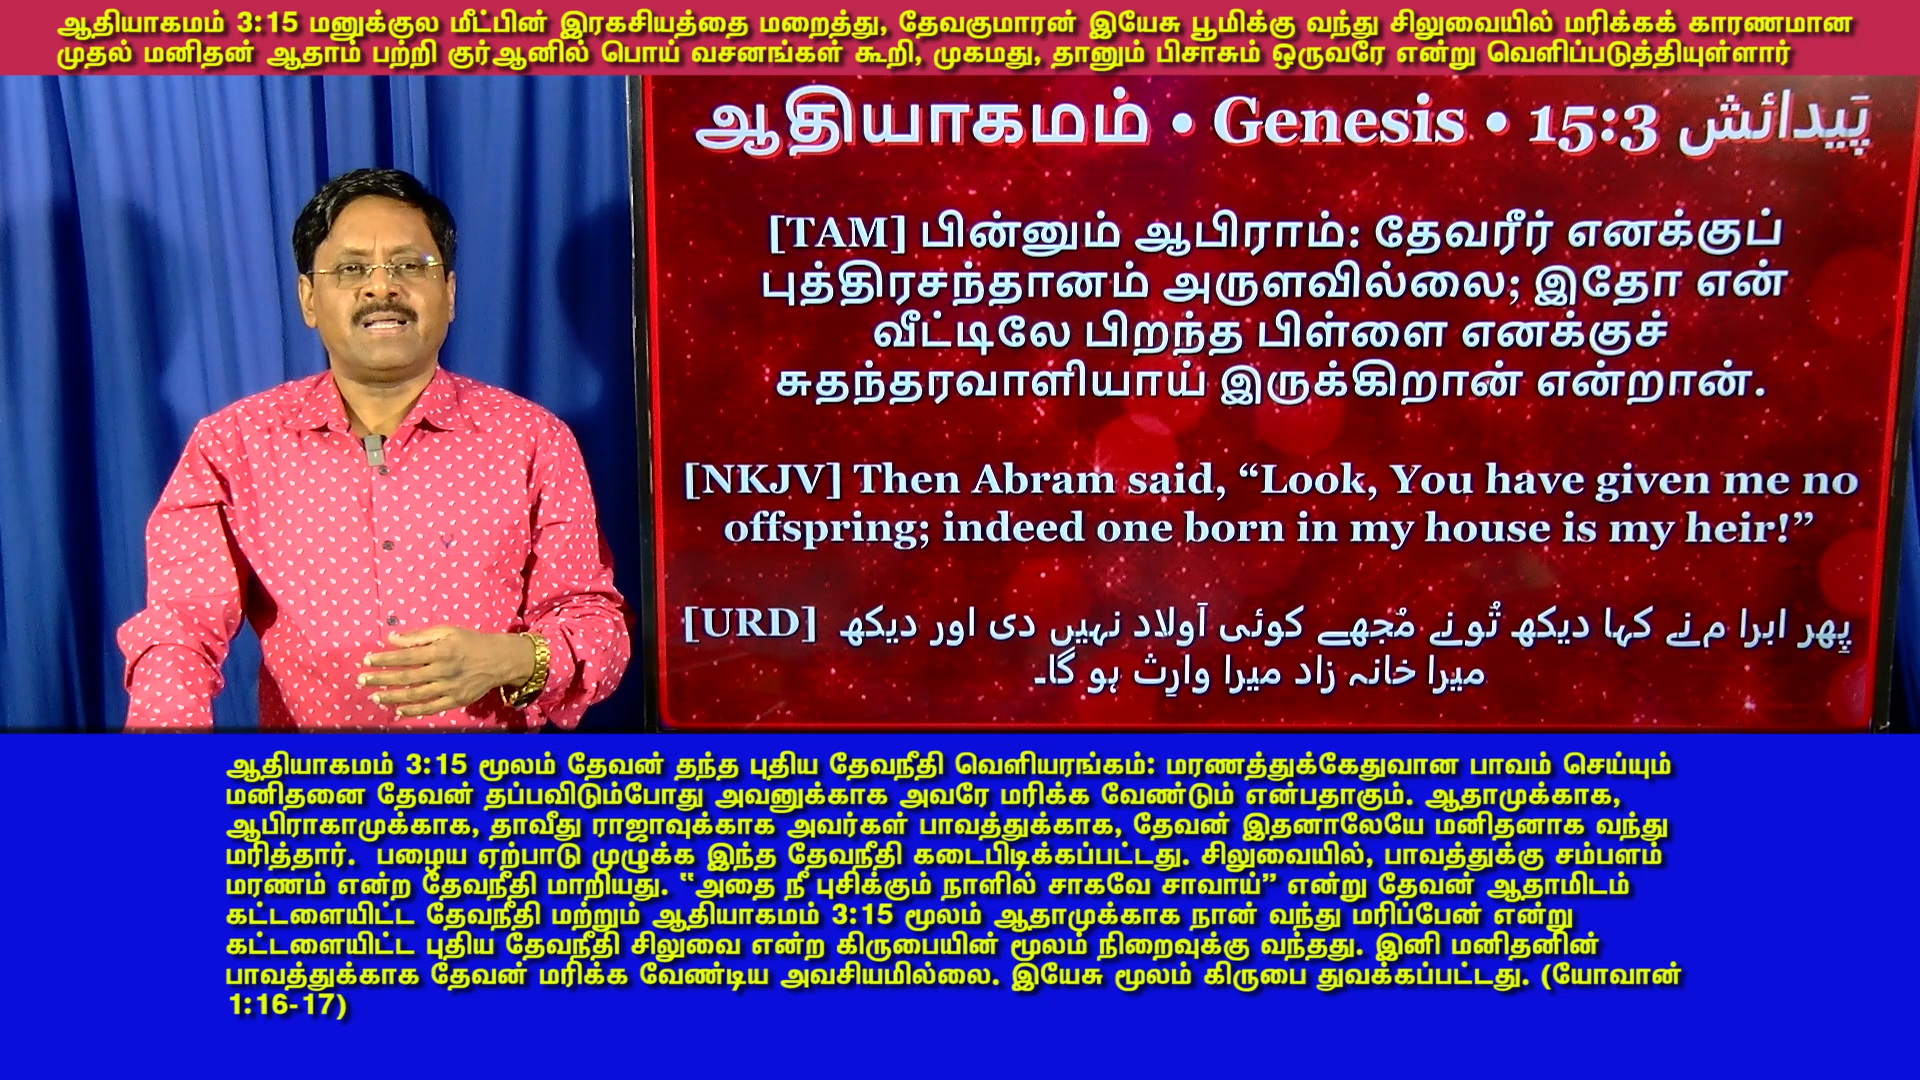 ஆதியாகமம் 3:15 மனுக்குல மீட்பின் இரகசியத்தை மறைத்து, தேவகுமாரன் இயேசு பூமிக்கு வந்து சிலுவையில் மரிக்கக் காரணமான
முதல் மனிதன் ஆதாம் பற்றி குர்ஆனில் பொய் வசனங்கள் கூறி, முகமது, தானும் பிசாசும் ஒருவரே என்று வெளிப்படுத்தியுள்ளார்
ஆதியாகமம் • Genesis • 15:3 پَیدائش
[TAM] பின்னும் ஆபிராம்: தேவரீர் எனக்குப்
புத்திரசந்தானம் அருளவில்லை; இதோ என்
வீட்டிலே பிறந்த பிள்ளை எனக்குச்
சுதந்தரவாளியாய் இருக்கிறான் என்றான்.
[NKJV] Then Abram said, “Look, You have given me no
offspring; indeed one born in my house is my heir!”
[URD] پِھر ابرا م نے کہا دیکھ تُو نے مُجھے کوئی اَولاد نہیں دی اور دیکھ
میرا خانہ زاد میرا وارِث ہو گا۔
ஆதியாகமம் 3:15 மூலம் தேவன் தந்த புதிய தேவநீதி வெளியரங்கம்: மரணத்துக்கேதுவான பாவம் செய்யும்
மனிதனை தேவன் தப்பவிடும்போது அவனுக்காக அவரே மரிக்க வேண்டும் என்பதாகும். ஆதாமுக்காக,
ஆபிராகாமுக்காக, தாவீது ராஜாவுக்காக அவர்கள் பாவத்துக்காக, தேவன் இதனாலேயே மனிதனாக வந்து
மரித்தார்.  பழைய ஏற்பாடு முழுக்க இந்த தேவநீதி கடைபிடிக்கப்பட்டது. சிலுவையில், பாவத்துக்கு சம்பளம்
மரணம் என்ற தேவநீதி மாறியது. “அதை நீ புசிக்கும் நாளில் சாகவே சாவாய்” என்று தேவன் ஆதாமிடம்
கட்டளையிட்ட தேவநீதி மற்றும் ஆதியாகமம் 3:15 மூலம் ஆதாமுக்காக நான் வந்து மரிப்பேன் என்று
கட்டளையிட்ட புதிய தேவநீதி சிலுவை என்ற கிருபையின் மூலம் நிறைவுக்கு வந்தது. இனி மனிதனின்
பாவத்துக்காக தேவன் மரிக்க வேண்டிய அவசியமில்லை. இயேசு மூலம் கிருபை துவக்கப்பட்டது. (யோவான்
1:16-17)